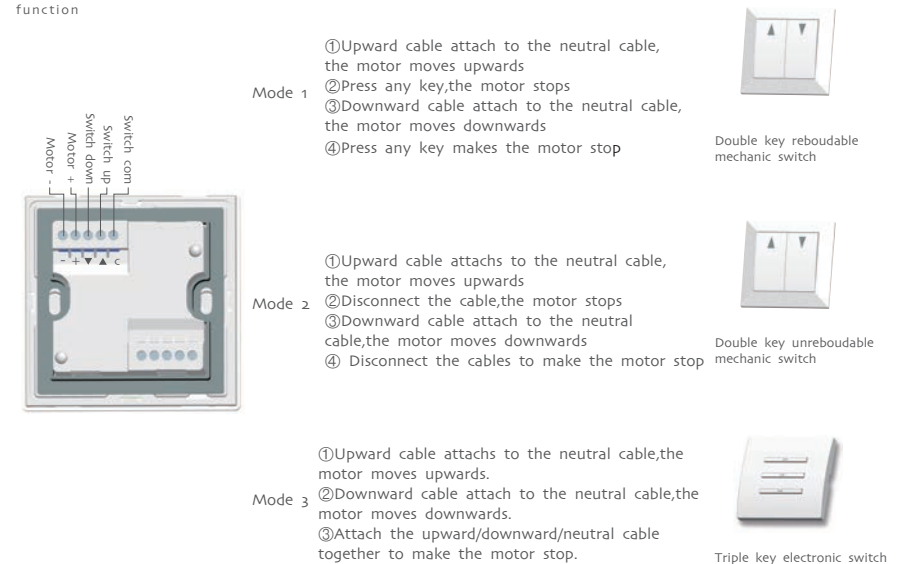 function
Mode 1
①Upward cable attach to the neutral cable,
the motor moves upwards
②Press any key,the motor stops
③Downward cable attach to the neutral cable,
the motor moves downwards
④Press any key makes the motor stop
Double key reboudable
mechanic switch
Motor -
Motor +
Switch down
Switch up
Switch com
- + ▼ ▲ c
Mode 2
①Upward cable attachs to the neutral cable,
the motor moves upwards
②Disconnect the cable,the motor stops
③Downward cable attach to the neutral
cable,the motor moves downwards
④ Disconnect the cables to make the motor stop
Double key unreboudable
mechanic switch
Mode 3
①Upward cable attachs to the neutral cable,the
motor moves upwards.
②Downward cable attach to the neutral cable,the
motor moves downwards.
③Attach the upward/downward/neutral cable
together to make the motor stop.
Triple key electronic switch